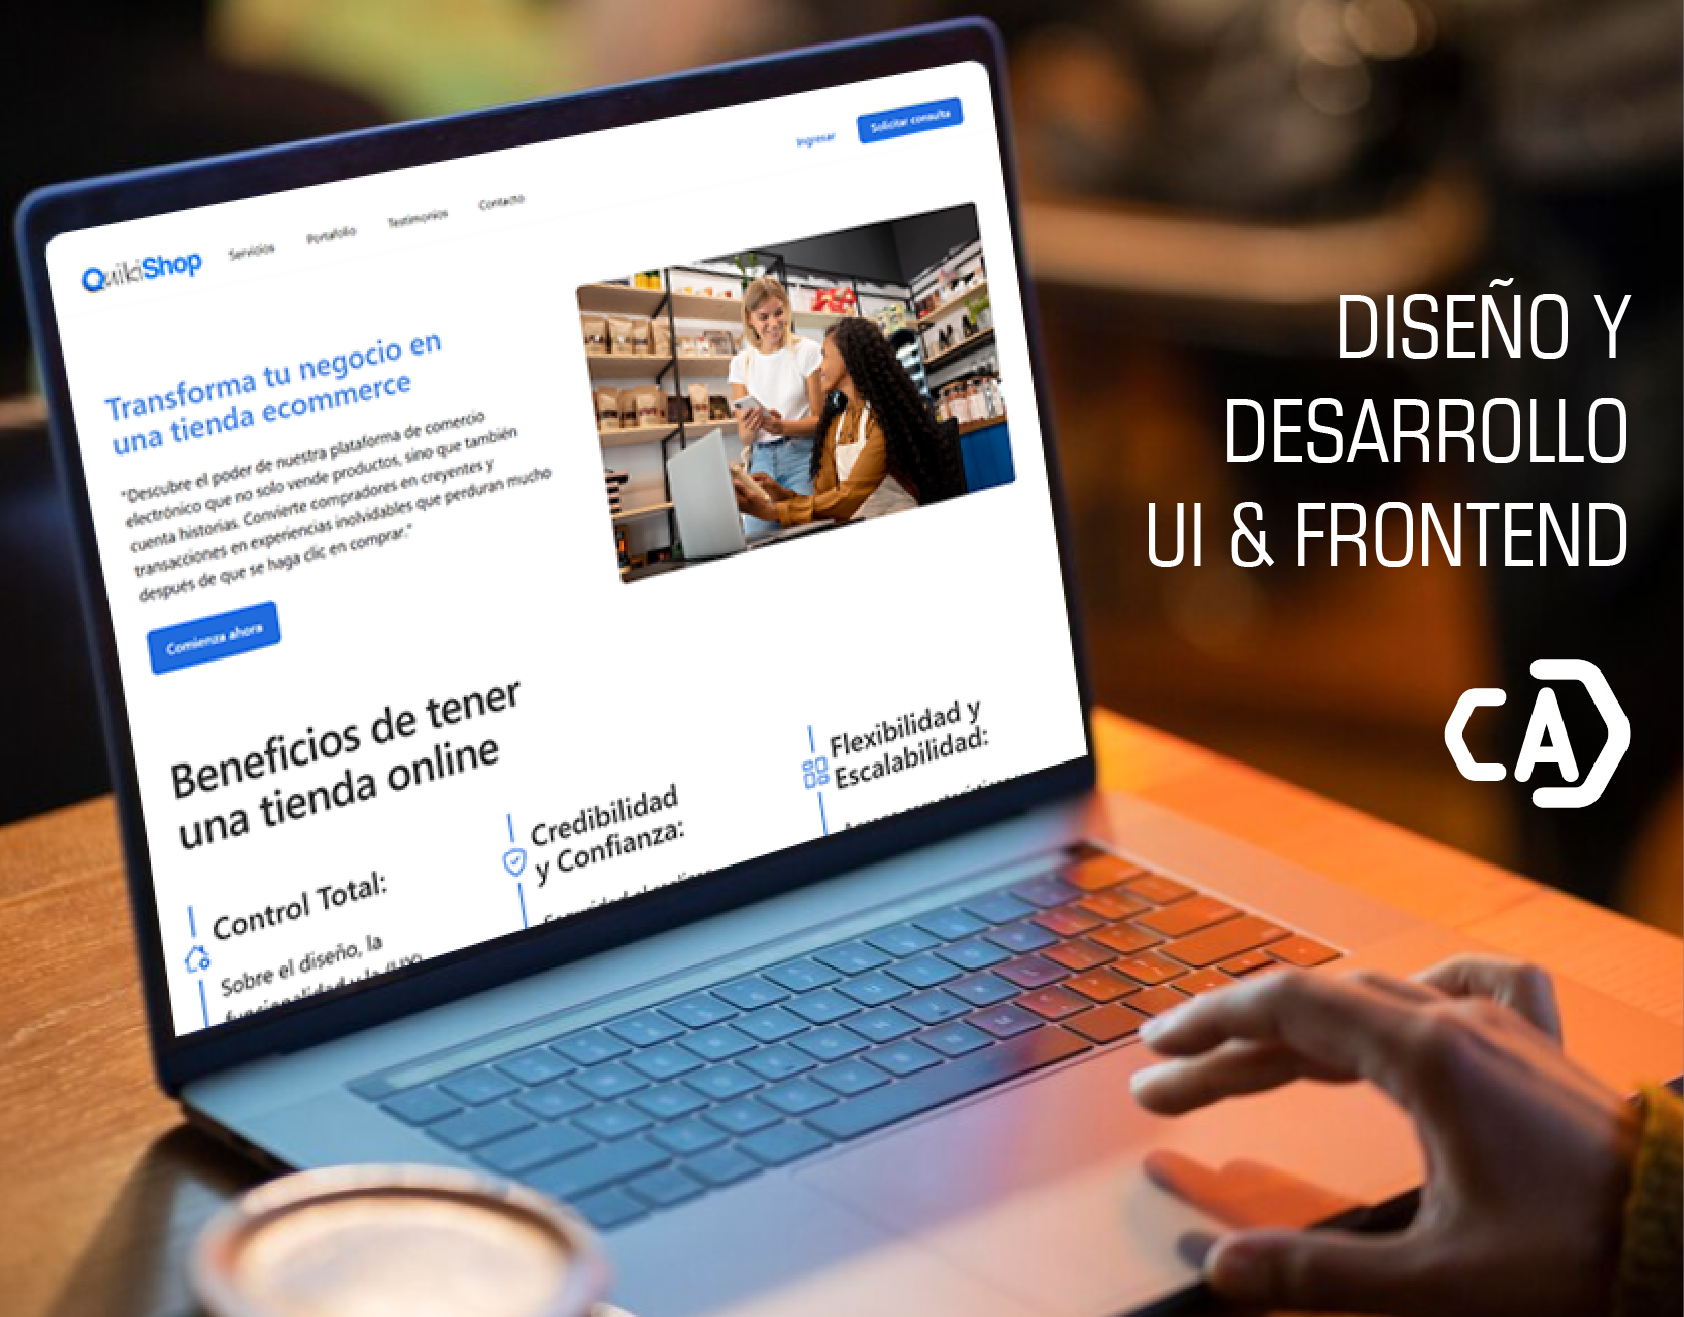 Ingresar
Solicitar consulta
QuikiShop
Servicios
Portafolio
Testimonios
Contacto
Transforma tu negocio en
una tienda ecommerce
"Descubre el poder de nuestra plataforma de comercio
electrónico que no solo vende productos, sino que también
cuenta historias. Convierte compradores en creyentes y
transacciones en experiencias inolvidables que perduran mucho
después de que se haga clic en comprar."
Comienza ahora
Beneficios de tener
una tienda online
Control Total:
Sobre el diseño, la
Credibilidad
y Confianza:
Flexibilidad y
Escalabilidad:
DISEÑO Y
DESARROLLO
UI & FRONTEND
CAD